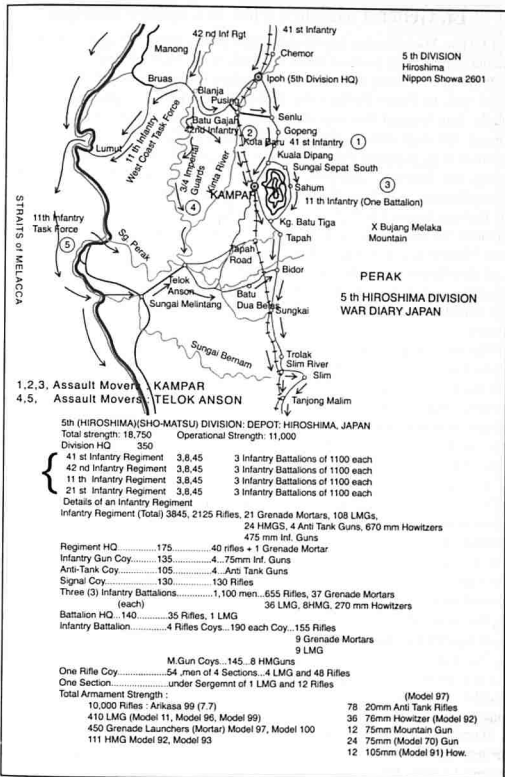 42 nd Inf Rgt
41 st Infantry
Manong
Chemor
5 th DIVISION
Hiroshima
Nippon Showa 2601
Bruas
Ipoh (5th Division HQ)
Blanja
Pusing
Senlu
Batu Gajah
42nd Infantry
2
Gopeng
Kota Baru
41 st Infantry
1
Lumut
11 th Infantry
West Coast Task Force
3/4 Imperial
Guards
Kinta River
Kuala Dipang
Sungai Sepat South
3
Sahum
KAMPAR
11 th Infantry (One Battalion)
4
STRAITS of MELACCA
11th Infantry
Task Force
5
Sg. Perak
Kg. Batu Tiga
X Bujang Melaka
Mountain
Tapah
Tapah
Road
Bidor
PERAK
Telok
Anson
Batu
Dua Belas
5 th HIROSHIMA DIVISION
WAR DIARY JAPAN
Sungai Melintang
Sungkai
Sungai Bernam
Trolak
Slim River
Slim
Tanjong Malim
1,2,3, Assault Movers : KAMPAR
4,5, Assault Movers : TELOK ANSON
5th (HIROSHIMA)(SHO-MATSU) DIVISION: DEPOT: HIROSHIMA, JAPAN
Total strength: 18,750 Operational Strength: 11,000
Division HQ 350
41 st Infantry Regiment 3,8,45 3 Infantry Battalions of 1100 each
42 nd Infantry Regiment 3,8,45 3 Infantry Battalions of 1100 each
11 th Infantry Regiment 3,8,45 3 Infantry Battalions of 1100 each
21 st Infantry Regiment 3,8,45 3 Infantry Battalions of 1100 each
Details of an Infantry Regiment
Infantry Regiment (Total) 3845, 2125 Rifles, 21 Grenade Mortars, 108 LMGs,
24 HMGS, 4 Anti Tank Guns, 670 mm Howitzers
475 mm Inf. Guns
Regiment HQ............175..........40 rifles + 1 Grenade Mortar
Infantry Gun Coy.......135.......4...75mm Inf. Guns
Anti-Tank Coy...........105.......4...Anti Tank Guns
Signal Coy................130..........130 Rifles
Three (3) Infantry Battalions..........1,100 men...655 Rifles, 37 Grenade Mortars
(each) 36 LMG, 8HMG, 270 mm Howitzers
Battalion HQ...140........35 Rifles, 1 LMG
Infantry Battalion..........4 Rifles Coys...190 each Coy...155 Rifles
9 Grenade Mortars
9 LMG
M.Gun Coys...145...8 HMGuns
One Rifle Coy................54 ,men of 4 Sections...4 LMG and 48 Rifles
One Section...................under Sergemnt of 1 LMG and 12 Rifles
Total Armament Strength :
(Model 97)
10,000 Rifles : Arikasa 99 (7.7)
78 20mm Anti Tank Rifles
410 LMG (Model 11, Model 96, Model 99)
36 76mm Howitzer (Model 92)
450 Grenade Launchers (Mortar) Model 97, Model 100
12 75mm Mountain Gun
111 HMG Model 92, Model 93
24 75mm (Model 70) Gun
12 105mm (Model 91) How.